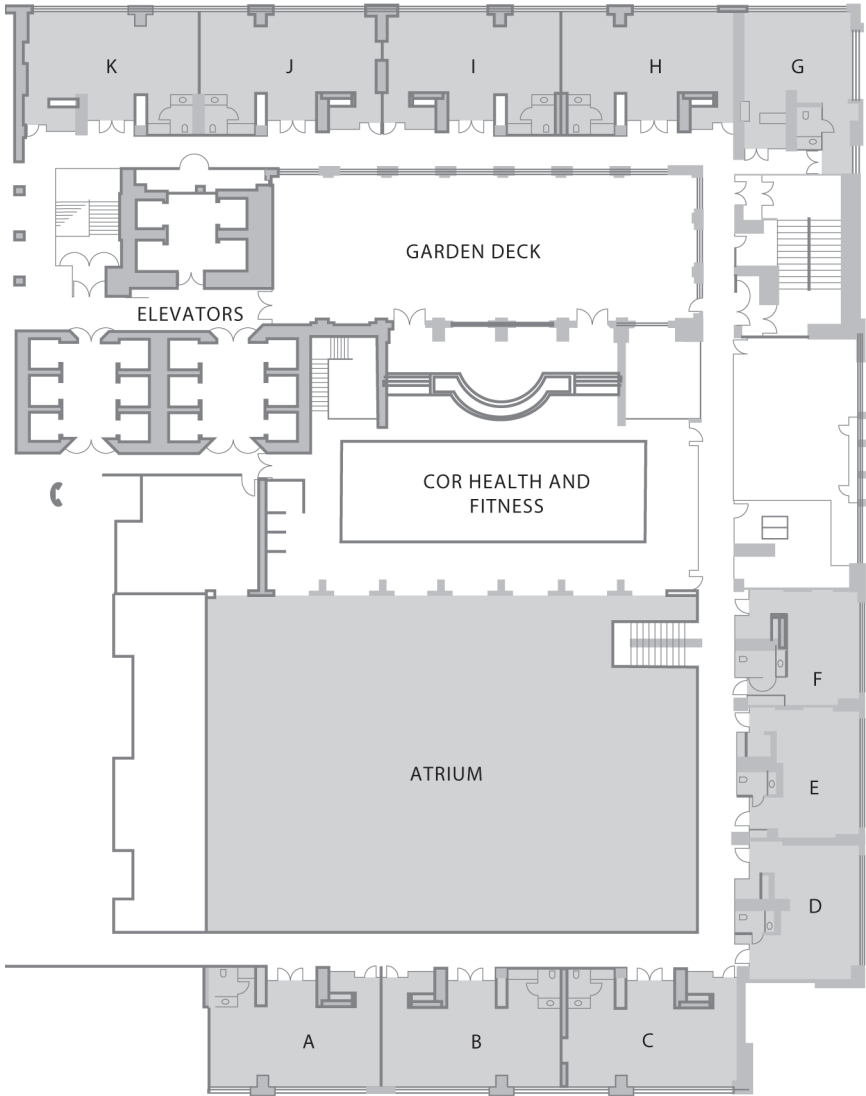 K
J
I
H
G
GARDEN DECK
ELEVATORS
COR HEALTH AND
FITNESS
F
ATRIUM
E
D
A
B
C